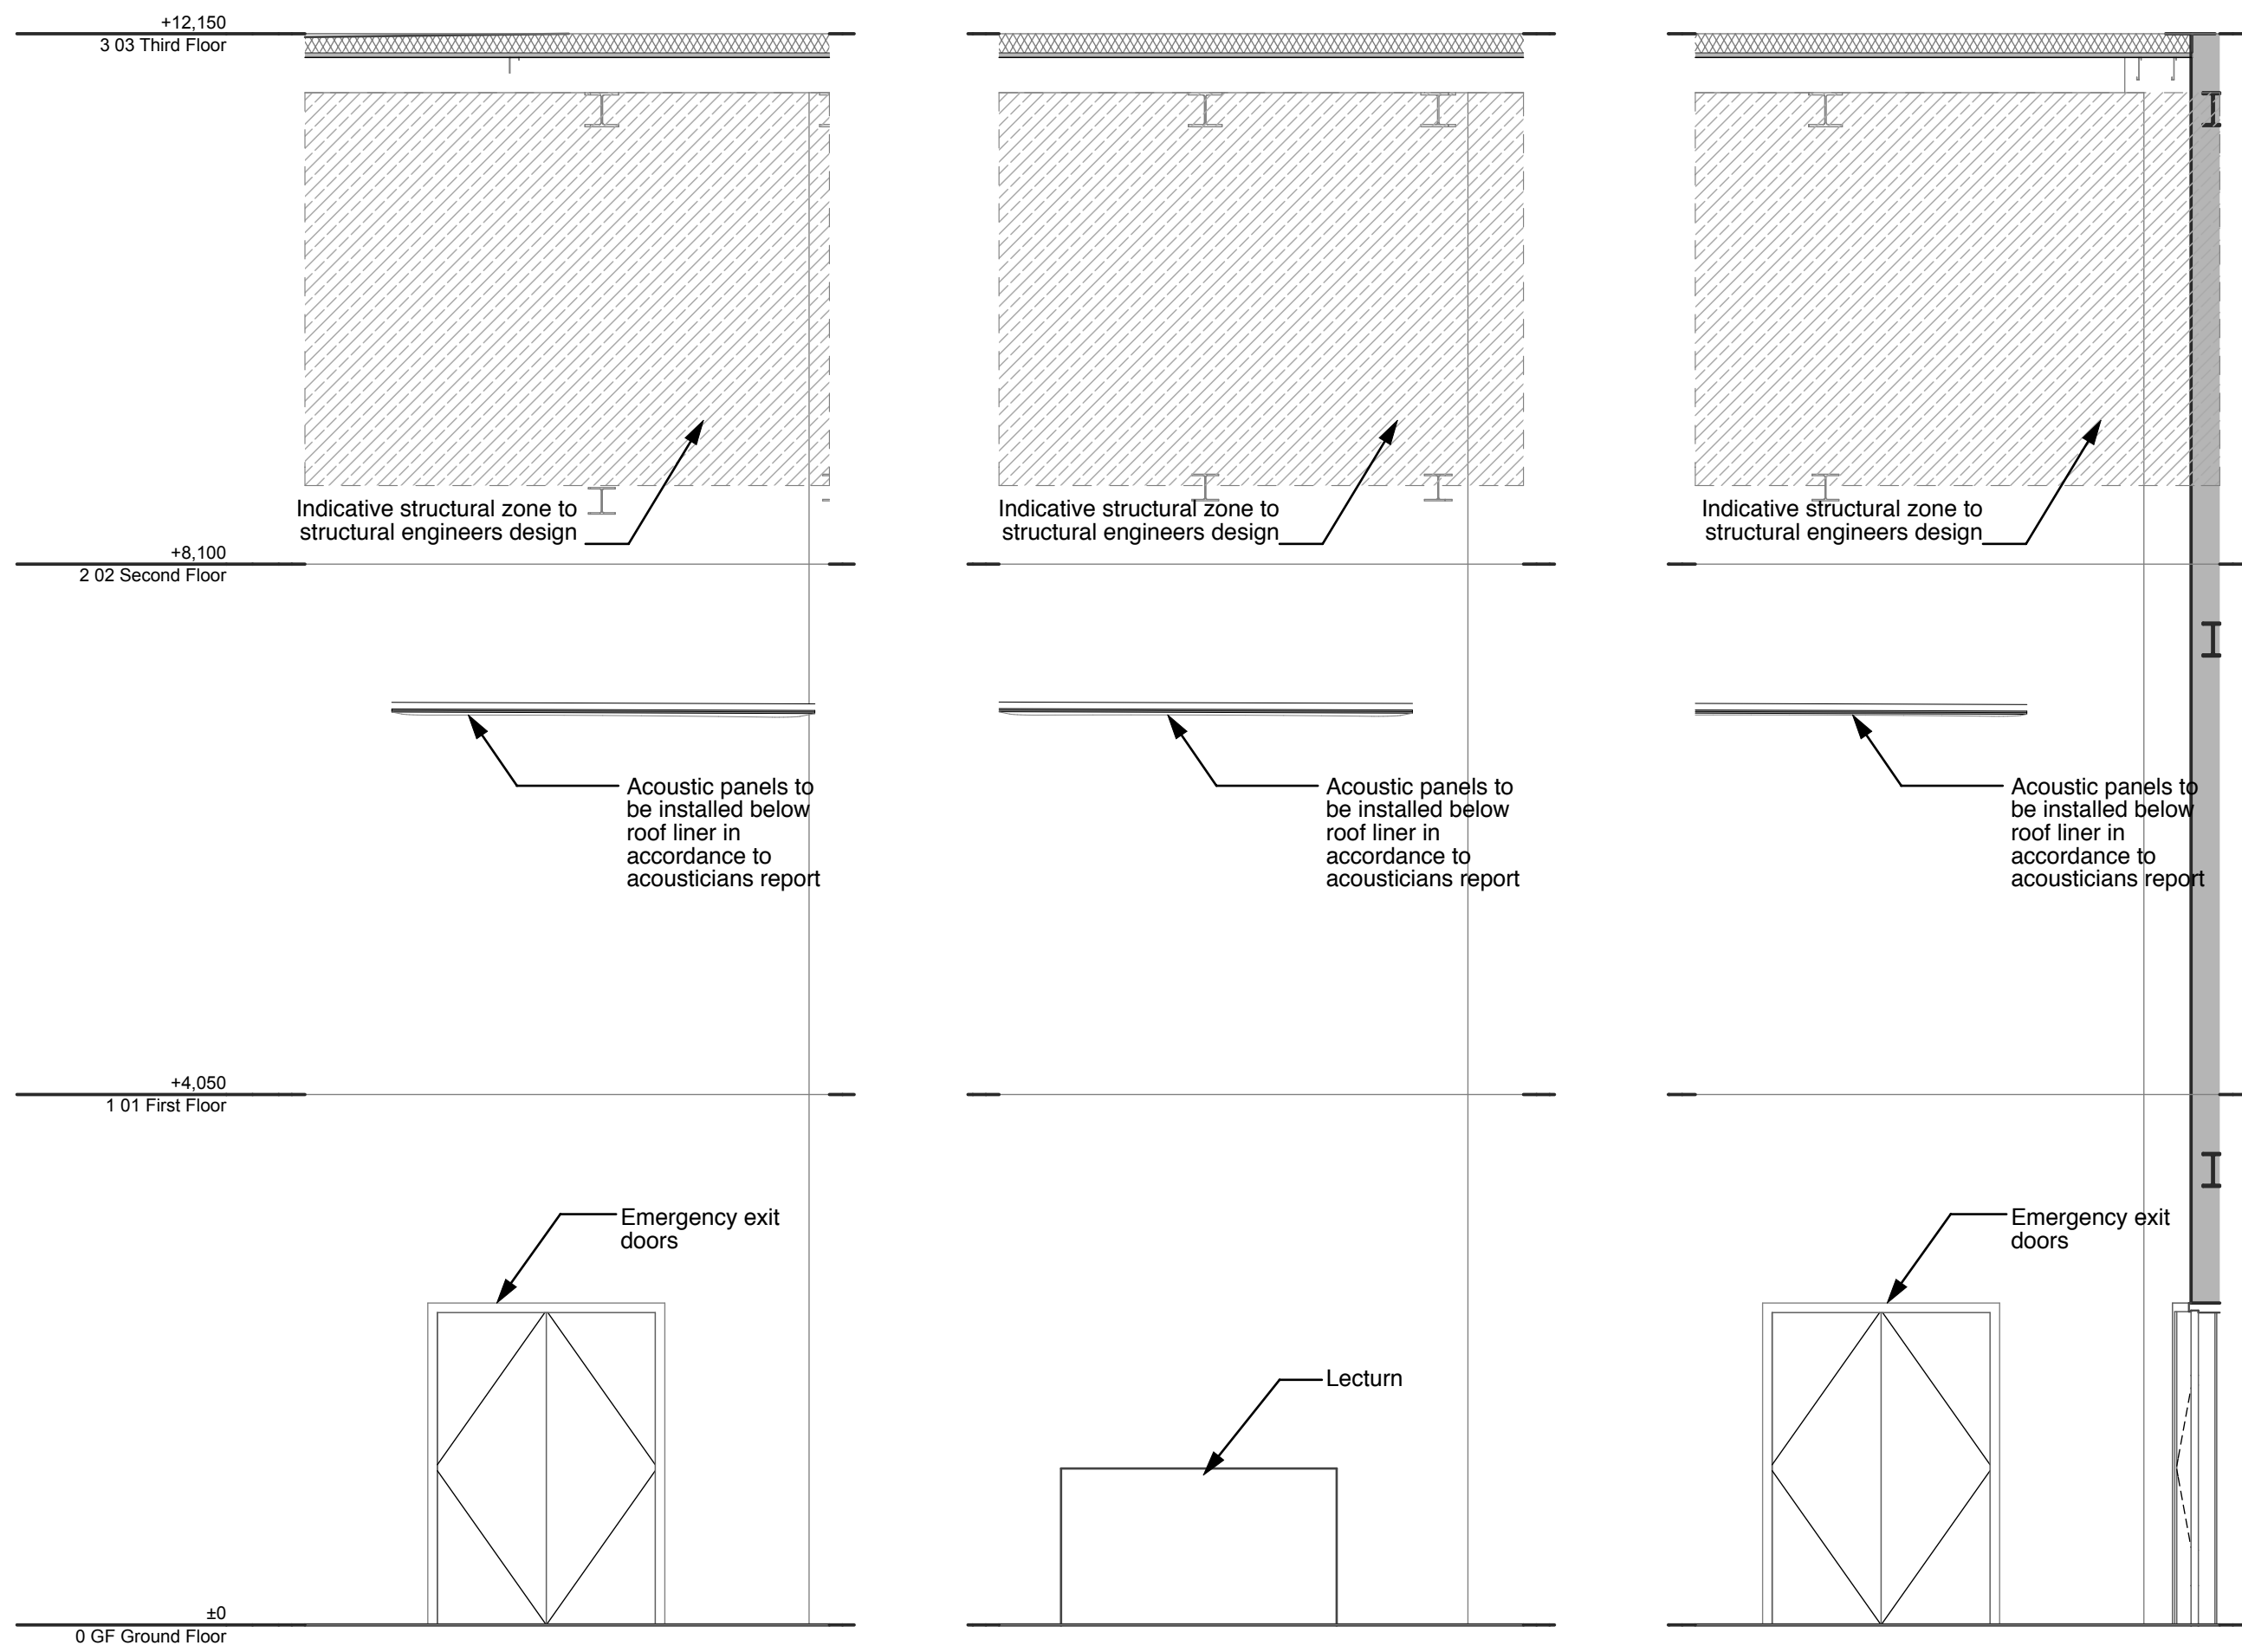 +12,150
3 03 Third Floor
Indicative structural zone to
structural engineers design
Indicative structural zone to
structural engineers design
Indicative structural zone to
structural engineers design
+8,100
2 02 Second Floor
Acoustic panels to
be installed below
roof liner in
accordance to
acousticians report
Acoustic panels to
be installed below
roof liner in
accordance to
acousticians report
Acoustic panels to
be installed below
roof liner in
accordance to
acousticians report
+4,050
1 01 First Floor
Emergency exit
doors
Emergency exit
doors
Lecturn
±0
0 GF Ground Floor